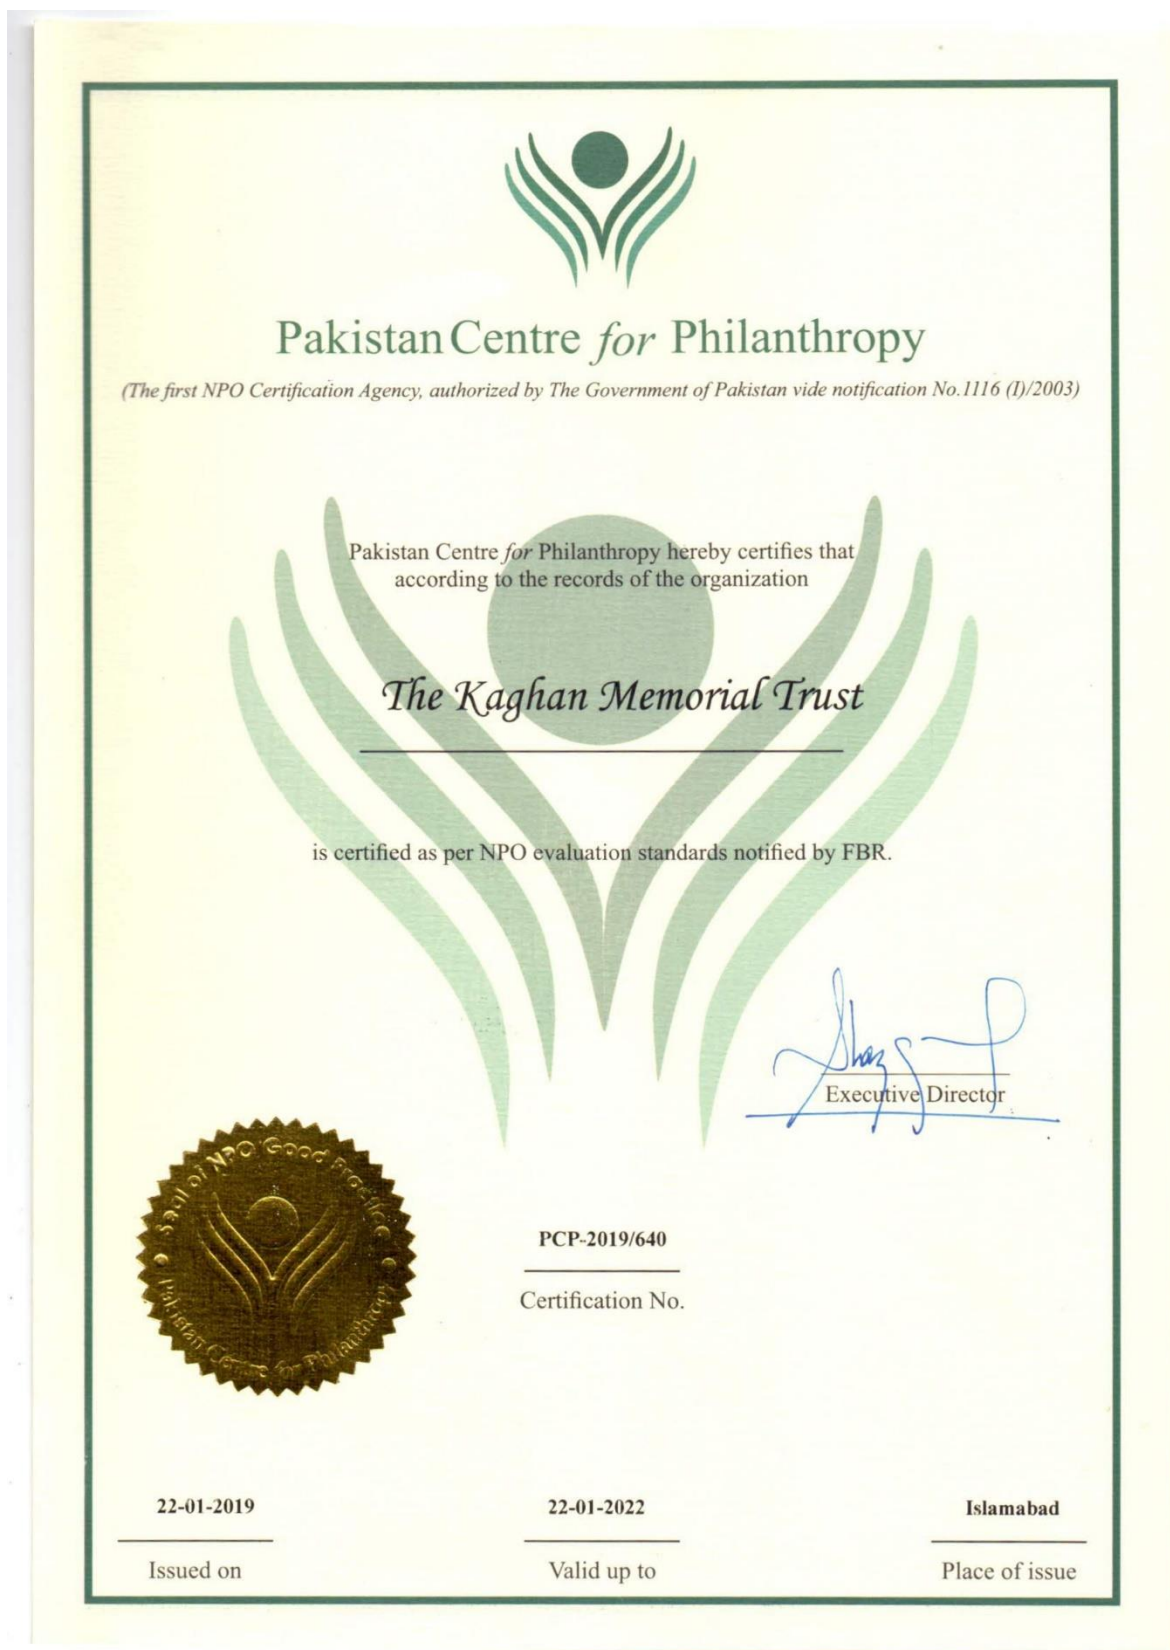 Pakistan Centre for Philanthropy
(The first NPO Certification Agency, authorized by The Government of Pakistan vide notification No.1116 (I)/2003)
Pakistan Centre for Philanthropy hereby certifies that
according to the records of the organization
The Kaghan Memorial Trust
is certified as per NPO evaluation standards notified by FBR.
Executive Director
Seal of NPO Good Practice
Pakistan Centre for Philanthropy
PCP-2019/640
Certification No.
22-01-2019
22-01-2022
Islamabad
Issued on
Valid up to
Place of issue